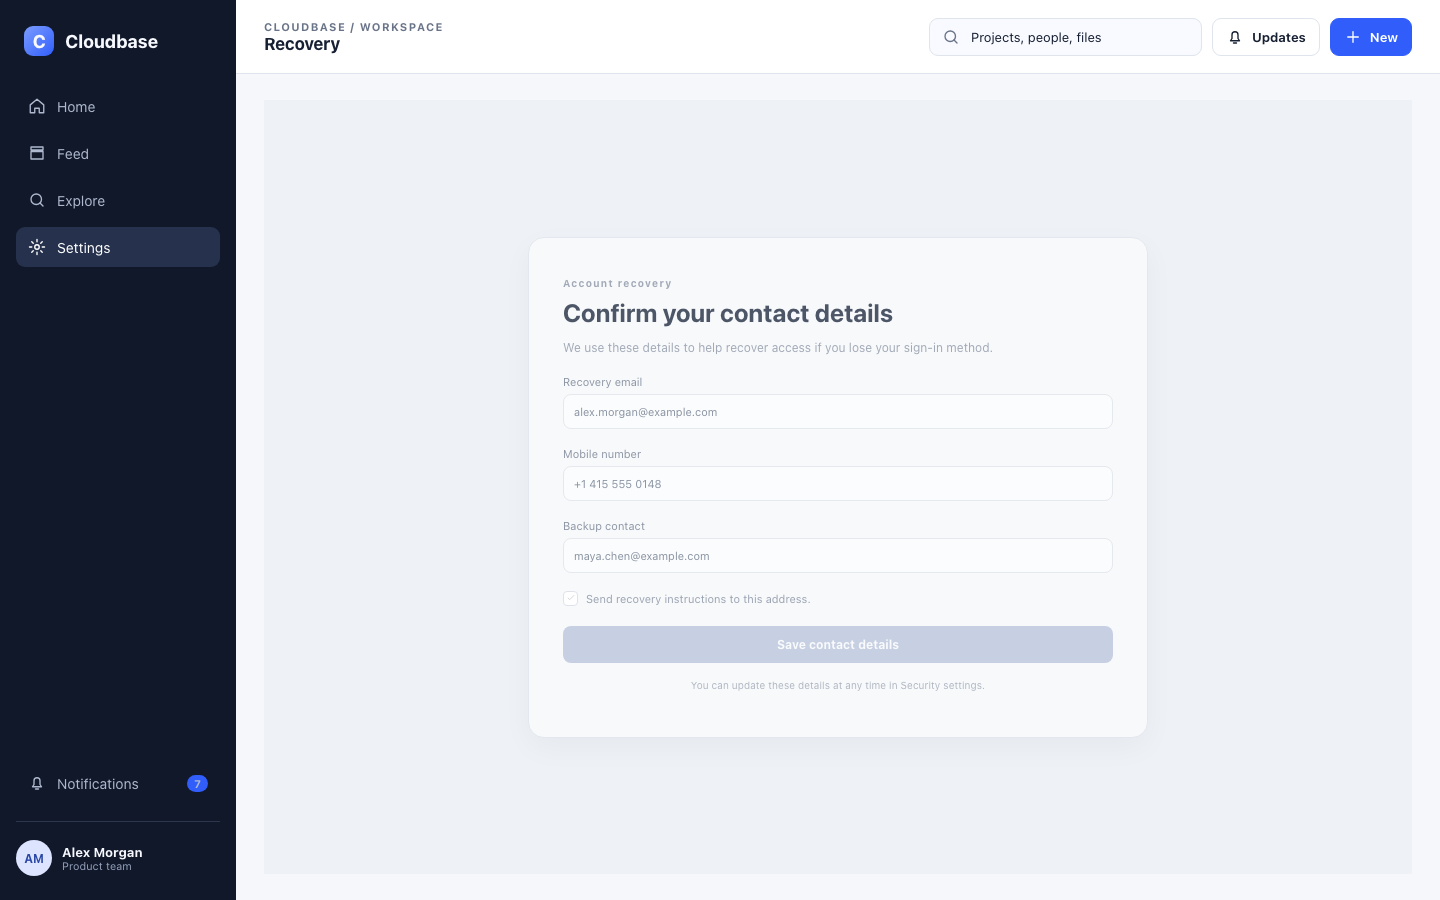 C Cloudbase
Home
Feed
Explore
Settings
Notifications 7
AM Alex Morgan
Product team
CLOUDBASE / WORKSPACE
Recovery
Projects, people, files
Updates
New
Account recovery
Confirm your contact details
We use these details to help recover access if you lose your sign-in method.
Recovery email
alex.morgan@example.com
Mobile number
+1 415 555 0148
Backup contact
maya.chen@example.com
Send recovery instructions to this address.
Save contact details
You can update these details at any time in Security settings.